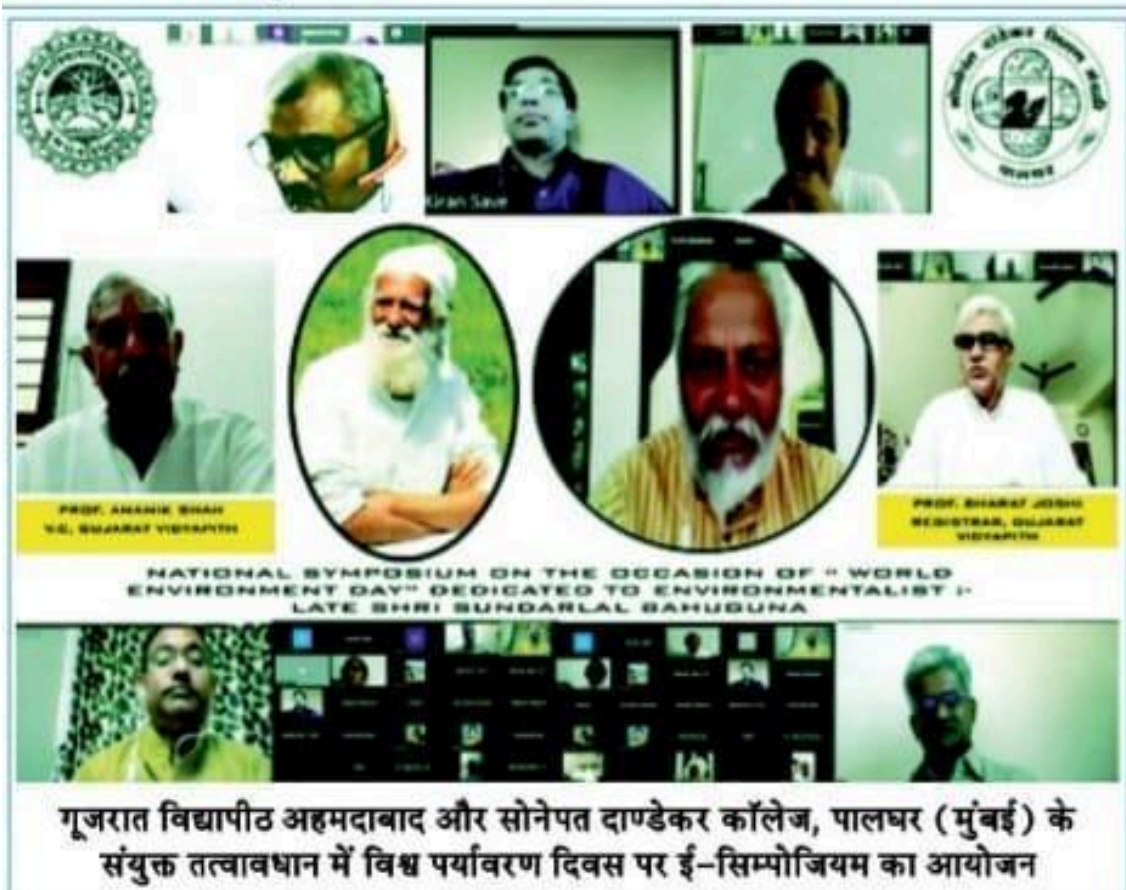 पालघर
Kiran Save
PROF. ANAMIK SHAH
V.C, GUJARAT VIDYAPITH
PROF. BHARAT JOSHI
REGISTRAR, GUJARAT
VIDYAPITH
NATIONAL SYMPOSIUM ON THE OCCASION OF " WORLD
ENVIRONMENT DAY" DEDICATED TO ENVIRONMENTALIST :-
LATE SHRI SUNDARLAL BAHUGUNA
गूजरात विद्यापीठ अहमदाबाद और सोनेपत दाण्डेकर कॉलेज, पालघर (मुंबई) के
संयुक्त तत्वावधान में विश्व पर्यावरण दिवस पर ई-सिम्पोजियम का आयोजन